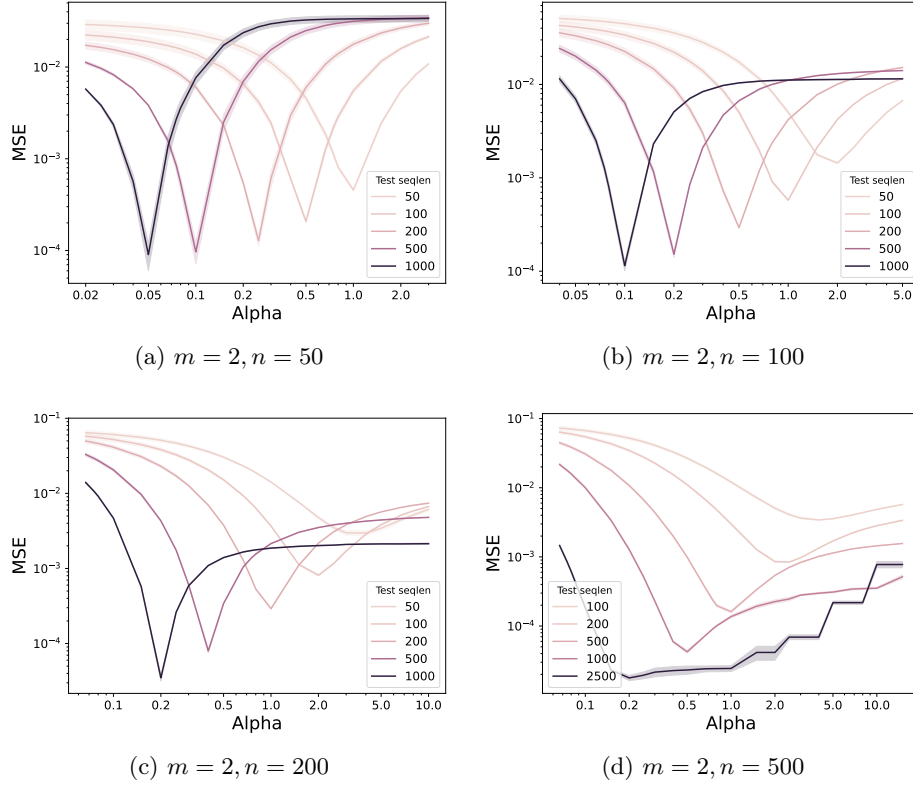 MSE
10⁻²
10⁻³
10⁻⁴
Test seqlen
50
100
200
500
1000
0.02 0.05 0.1 0.2 0.5 1.0 2.0
Alpha
(a) m = 2, n = 50
MSE
10⁻¹
10⁻²
10⁻³
10⁻⁴
Test seqlen
50
100
200
500
1000
0.05 0.1 0.2 0.5 1.0 2.0 5.0
Alpha
(b) m = 2, n = 100
MSE
10⁻¹
10⁻²
10⁻³
10⁻⁴
Test seqlen
50
100
200
500
1000
0.1 0.2 0.5 1.0 2.0 5.0 10.0
Alpha
(c) m = 2, n = 200
MSE
10⁻¹
10⁻²
10⁻³
10⁻⁴
Test seqlen
100
200
500
1000
2500
0.1 0.2 0.5 1.0 2.0 5.0 10.0
Alpha
(d) m = 2, n = 500